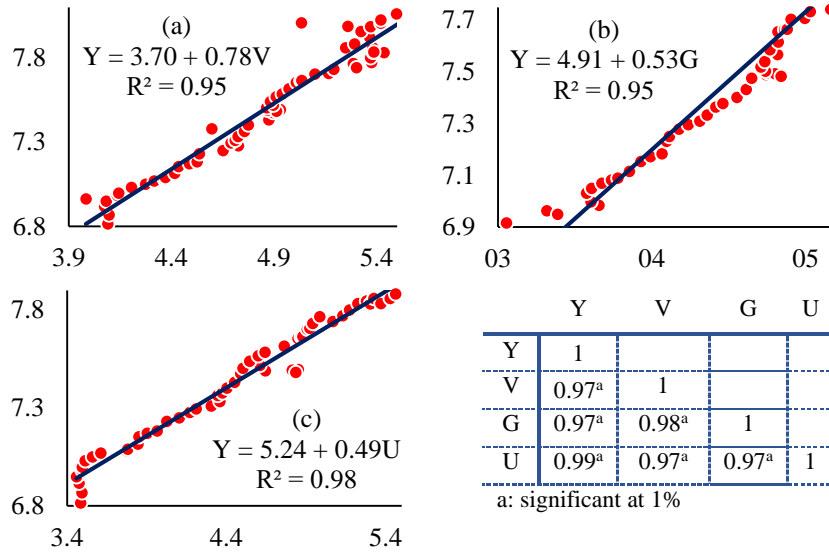 (a)
Y = 3.70 + 0.78V
R² = 0.95
7.8
7.3
6.8
3.9 4.4 4.9 5.4
(b)
Y = 4.91 + 0.53G
R² = 0.95
7.7
7.5
7.3
7.1
6.9
03 04 05
(c)
Y = 5.24 + 0.49U
R² = 0.98
7.8
7.3
6.8
3.4 4.4 5.4
Y V G U
Y 1
V 0.97ᵃ 1
G 0.97ᵃ 0.98ᵃ 1
U 0.99ᵃ 0.97ᵃ 0.97ᵃ 1
a: significant at 1%